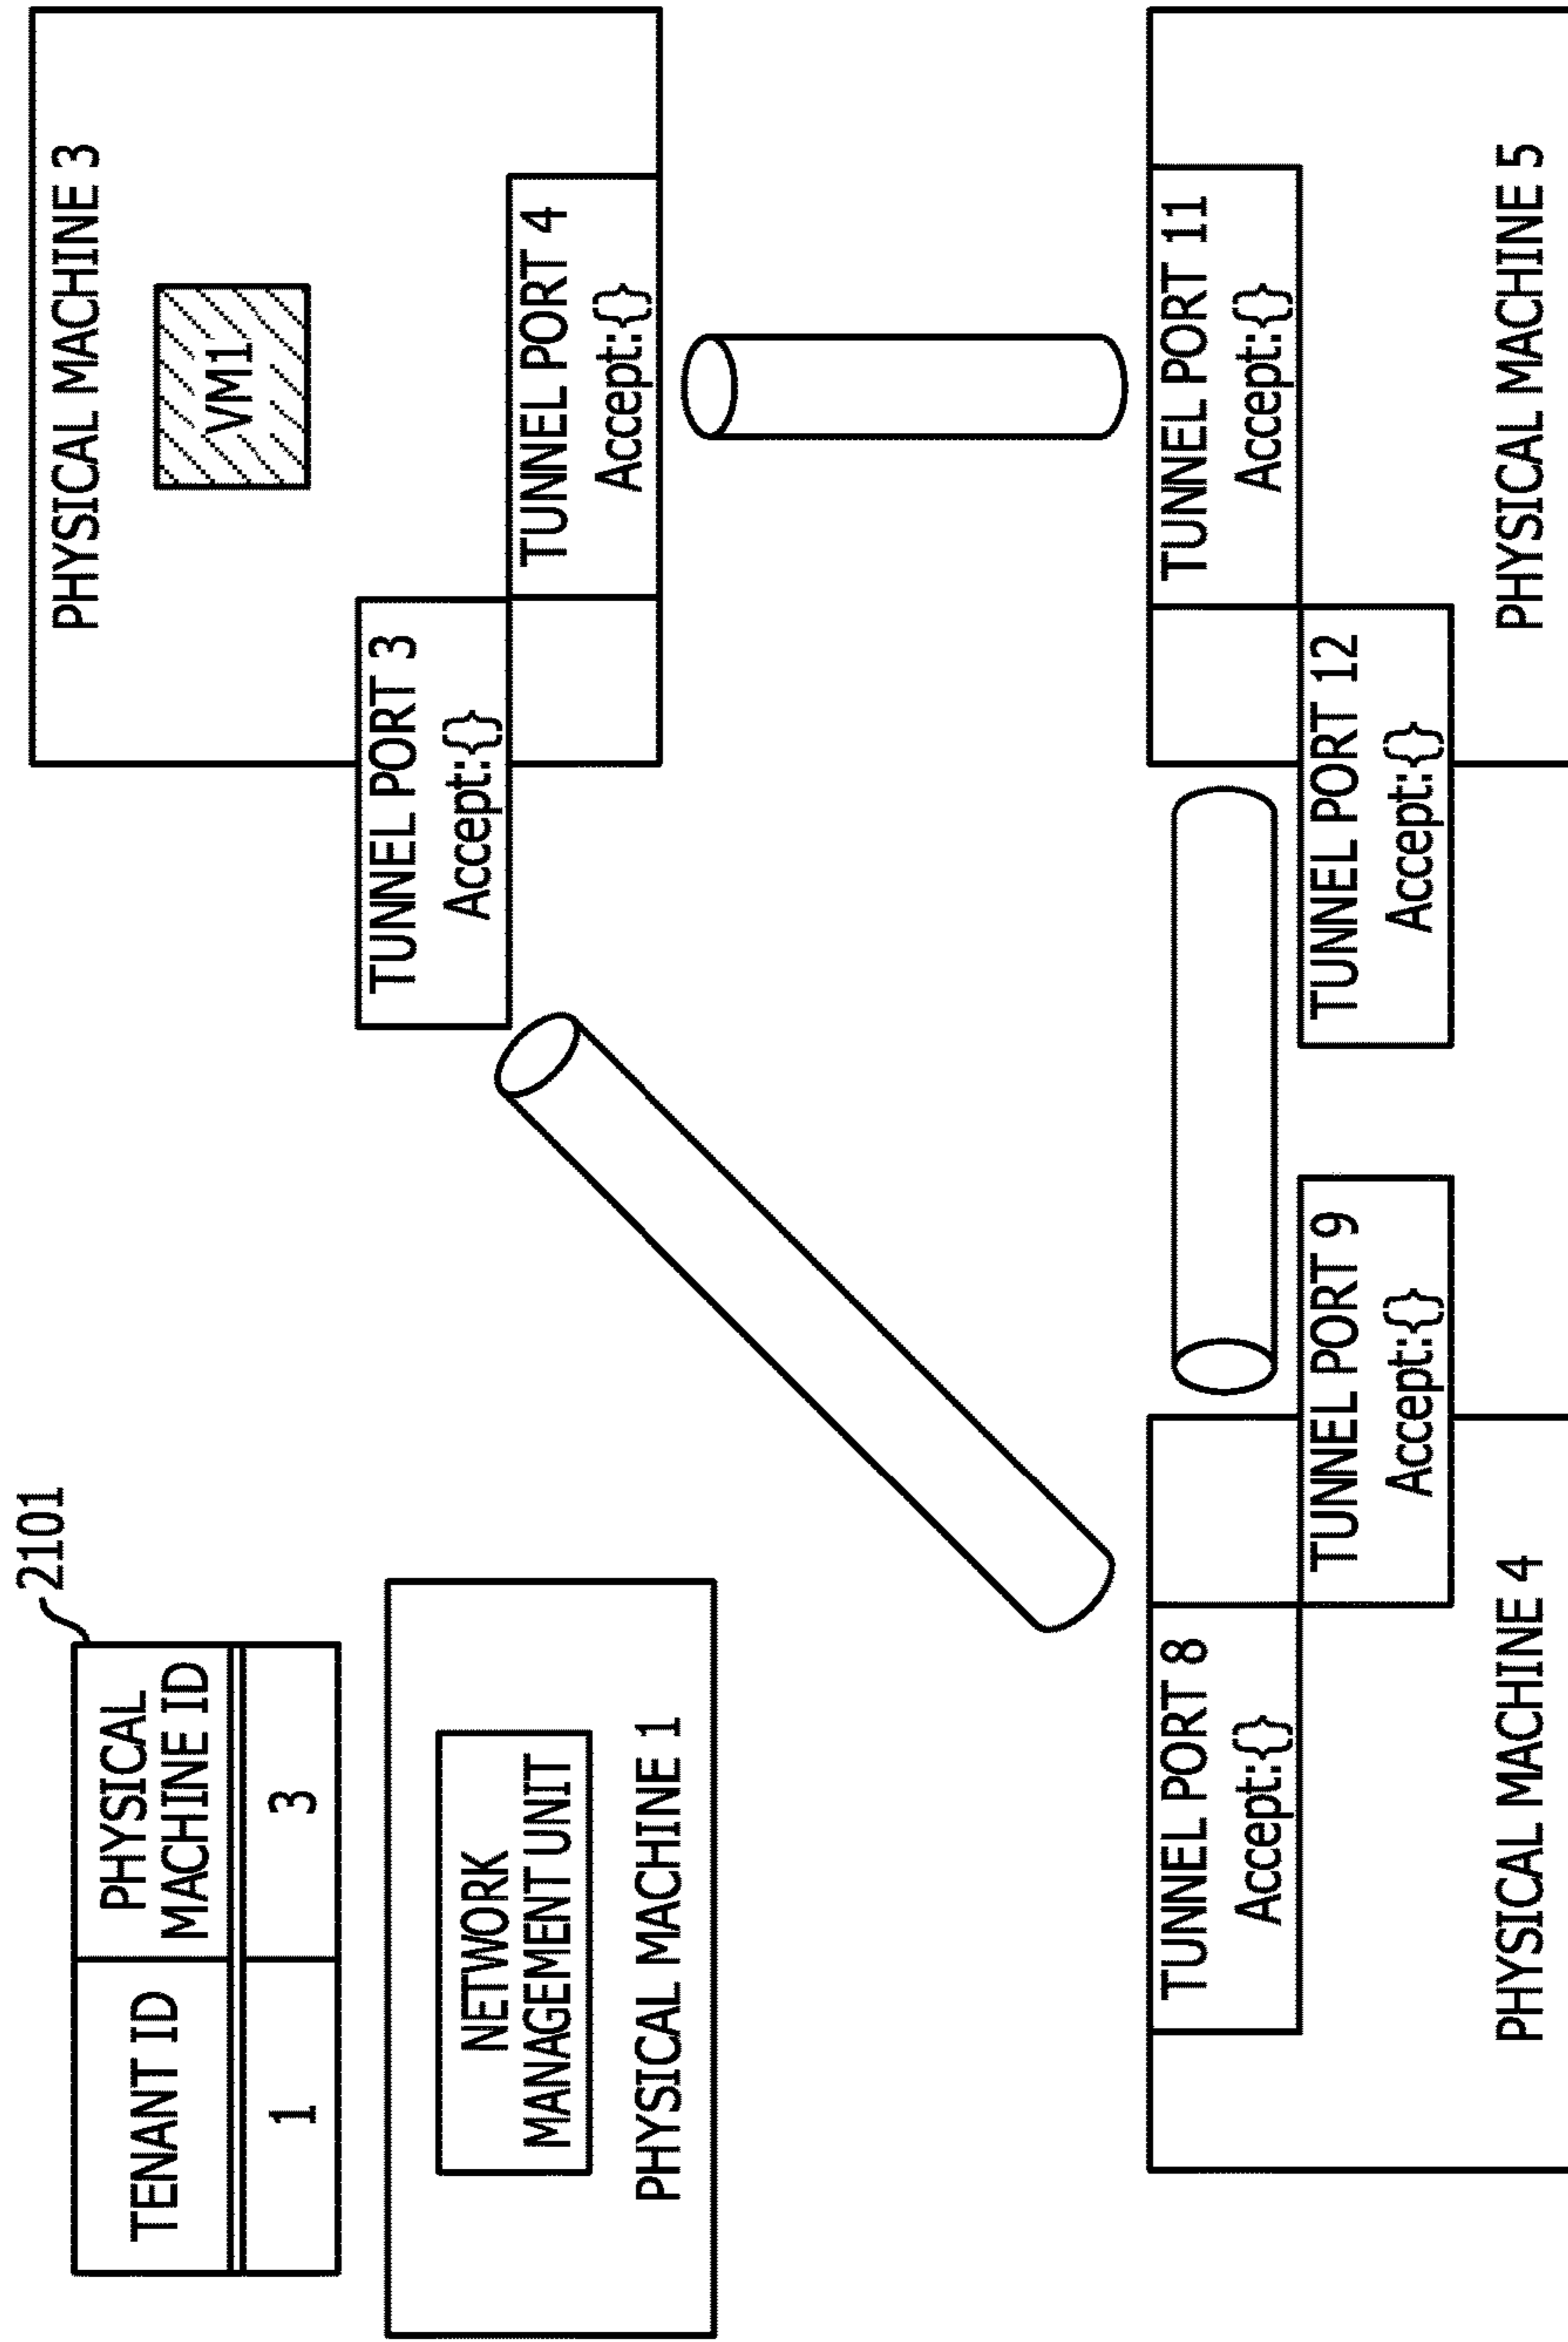 2101
TENANT ID
PHYSICAL
MACHINE ID
1
3
NETWORK
MANAGEMENT UNIT
PHYSICAL MACHINE 1
PHYSICAL MACHINE 3
VM1
TUNNEL PORT 3
Accept:{}
TUNNEL PORT 4
Accept:{}
TUNNEL PORT 8
Accept:{}
TUNNEL PORT 9
Accept:{}
PHYSICAL MACHINE 4
TUNNEL PORT 11
Accept:{}
TUNNEL PORT 12
Accept:{}
PHYSICAL MACHINE 5